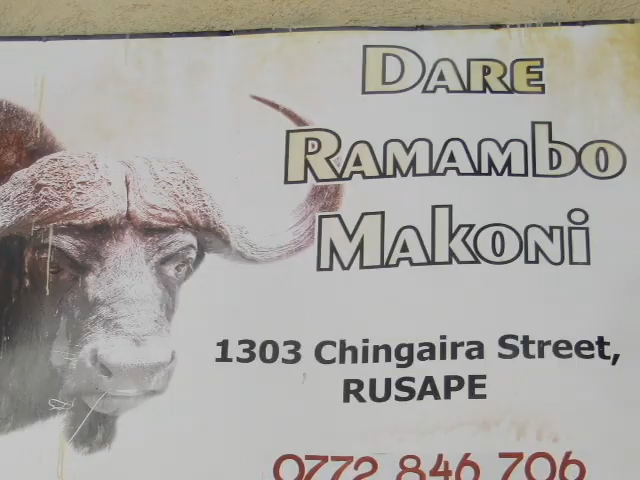 Dare
Ramambo
Makoni
1303 Chingaira Street,
RUSAPE
0772 846 706